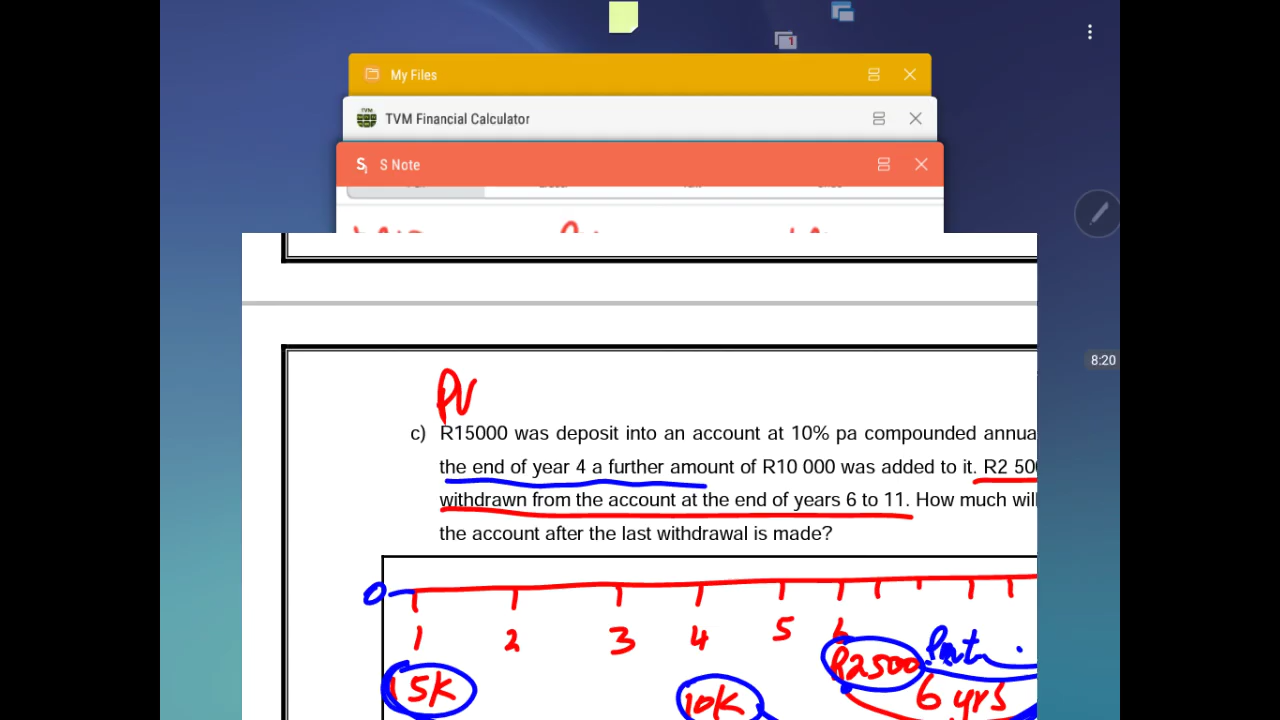 1
My Files
TVM Financial Calculator
S Note
8:20
PV
c) R15000 was deposit into an account at 10% pa compounded annua
the end of year 4 a further amount of R10 000 was added to it. R2 50
withdrawn from the account at the end of years 6 to 11. How much wil
the account after the last withdrawal is made?
0
1 2 3 4 5 6
15K 10K R2500
6 yrs